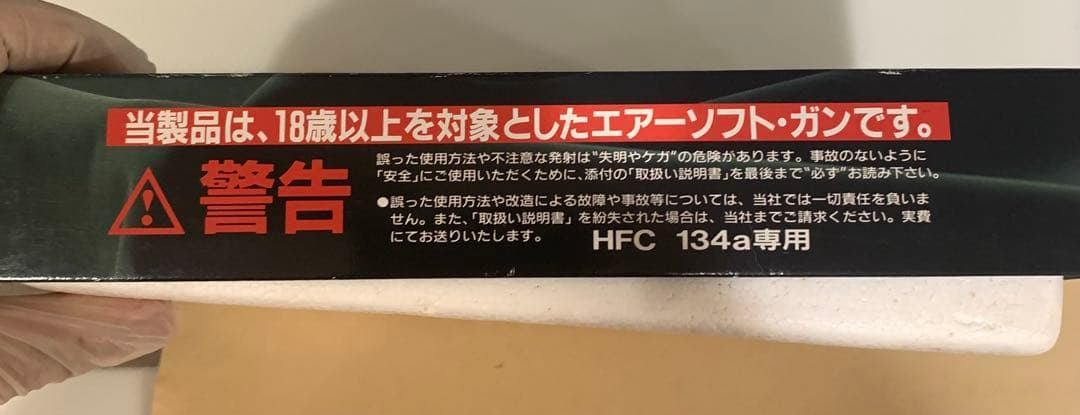 当製品は、18歳以上を対象としたエアーソフト・ガンです。
警告
誤った使用方法や不注意な発射は"失明やケガ"の危険があります。事故のないように
「安全」にご使用いただくために、添付の「取扱い説明書」を最後まで"必ず"お読み下さい。
●誤った使用方法や改造による故障や事故等については、当社では一切責任を負いま
せん。また、「取扱い説明書」を紛失された場合は、当社までご請求ください。実費
にてお送りいたします。
HFC 134a専用